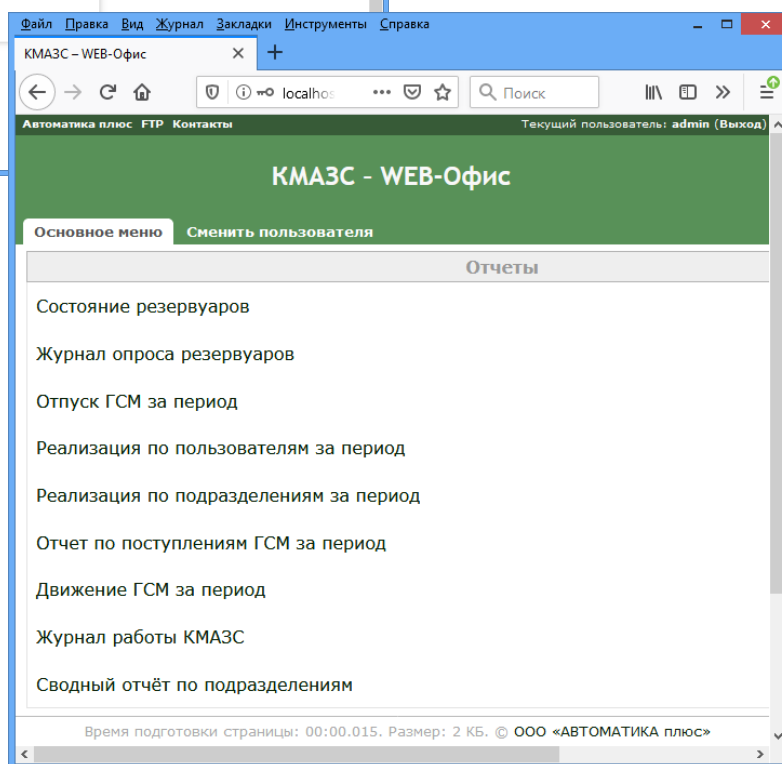 Файл Правка Вид Журнал Закладки Инструменты Справка
КМАЗС – WEB-Офис
localhos
Поиск
Автоматика плюс FTP Контакты Текущий пользователь: admin (Выход)
КМАЗС – WEB-Офис
Основное меню Сменить пользователя
Отчеты
Состояние резервуаров
Журнал опроса резервуаров
Отпуск ГСМ за период
Реализация по пользователям за период
Реализация по подразделениям за период
Отчет по поступлениям ГСМ за период
Движение ГСМ за период
Журнал работы КМАЗС
Сводный отчёт по подразделениям
Время подготовки страницы: 00:00.015. Размер: 2 КБ. © ООО «АВТОМАТИКА плюс»